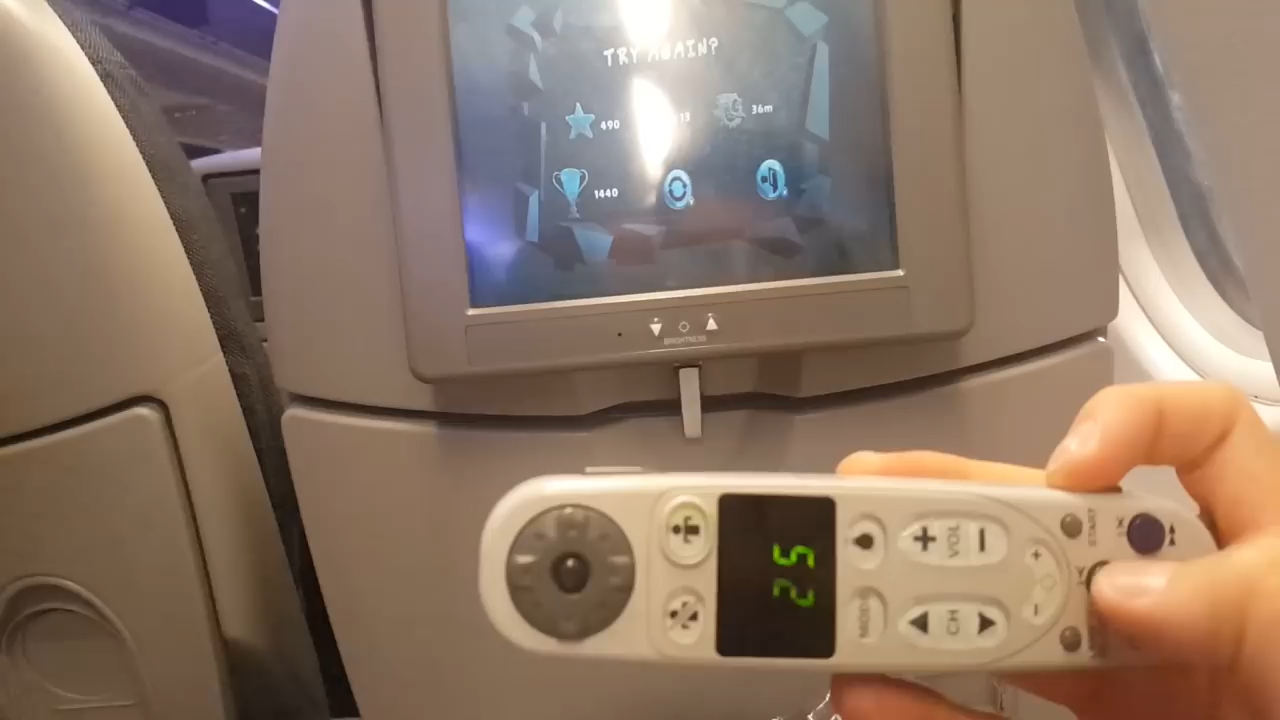 TRY AGAIN?
490
13
36m
1440
BRIGHTNESS
25
+ VOL -
MODE
CH
+
-
START
X
Y